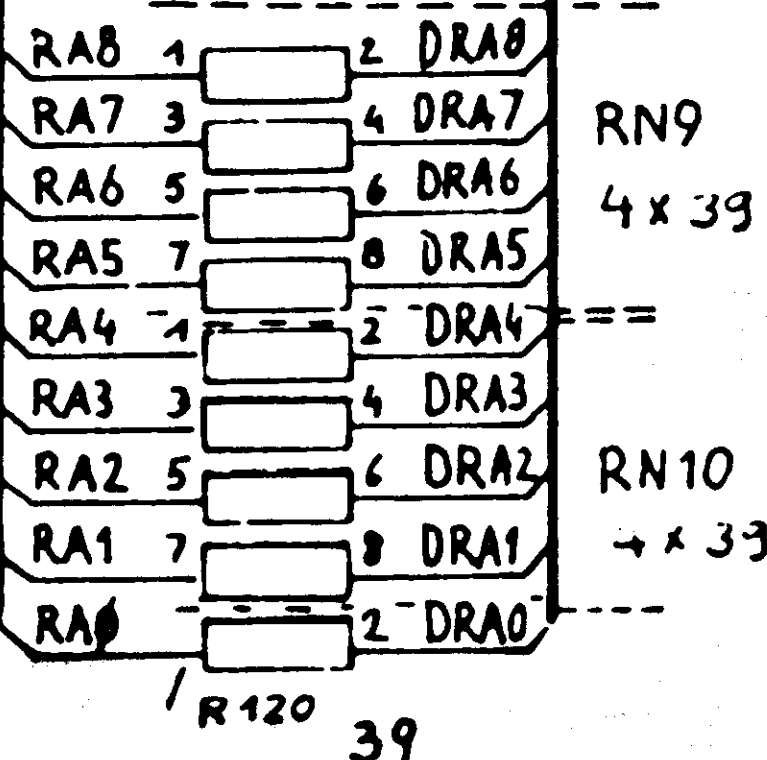 RA8 1 2 DRA8
RA7 3 4 DRA7
RN9
RA6 5 6 DRA6
4 x 39
RA5 7 8 DRA5
RA4 1 2 DRA4
RA3 3 4 DRA3
RA2 5 6 DRA2
RN10
RA1 7 8 DRA1
x 39
RAØ 2 DRA0
R120
39